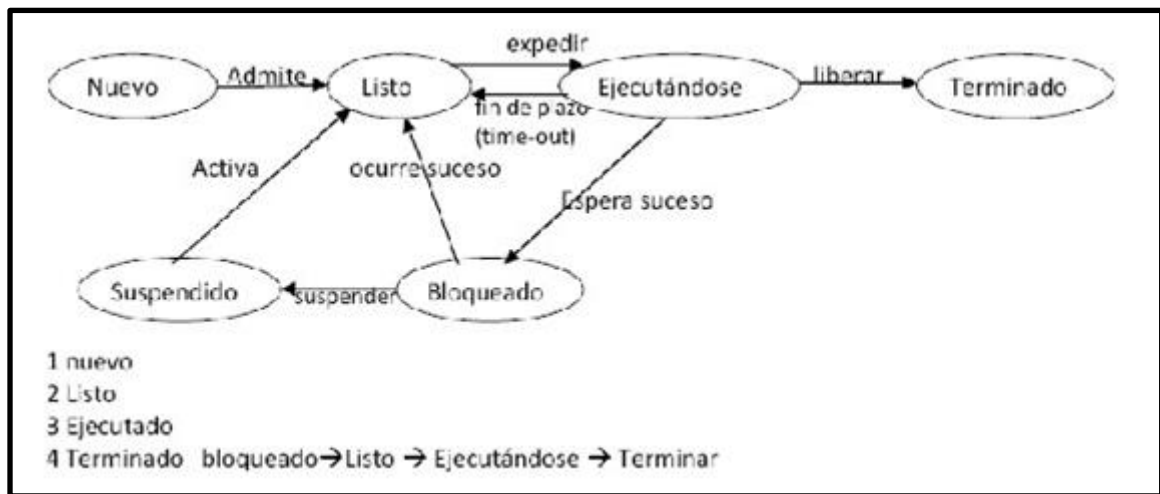 expedir
Nuevo Admite Listo Ejecutándose liberar Terminado
fin de plazo
(time-out)
Activa ocurre suceso
Espera suceso
Suspendido suspender Bloqueado
1 nuevo
2 Listo
3 Ejecutado
4 Terminado bloqueado→Listo → Ejecutándose → Terminar